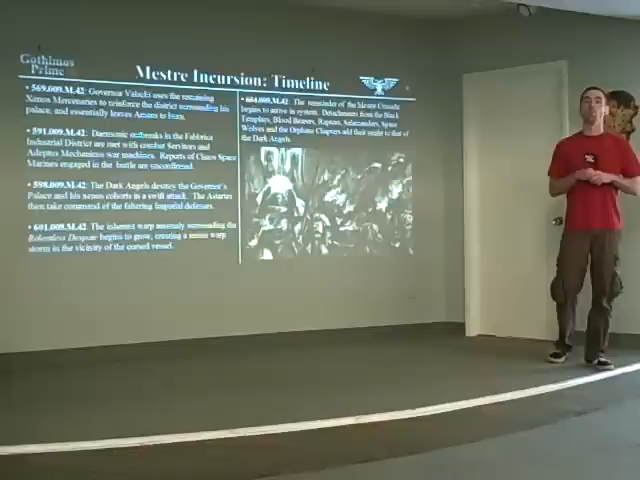 Gothimos
Prime
Mestre Incursion: Timeline
• 569.009.M.42: Governor Valacki uses the remaining
Xenos Mercenaries to reinforce the district surrounding his
palace, and essentially leaves to burn.
• 591.009.M.42: Daemonic outbreaks in the Fabbrica
Industrial District are met with combat Servitors and
Adeptus Mechanicus war machines. Reports of Chaos Space
Marines engaged in the battle are unconfirmed.
• 598.009.M.42: The Dark Angels destroy the Governor's
Palace and his xenos cohorts in a swift attack. The Astartes
then take command of the faltering Imperial defenses.
• 601.009.M.42: The inherent warp anomaly surrounding the
Relentless Despair begins to grow, creating a warp
storm in the vicinity of the cursed vessel.
• 604.009.M.42: The remainder of the Mestre Crusade
begins to arrive in system. Detachments from the Black
Templars, Blood Ravens, Raptors, Salamanders, Space
Wolves and the Orphans Chapters add their might to that of
the Dark Angels.